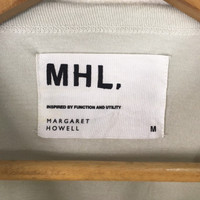 MHL,
INSPIRED BY FUNCTION AND UTILITY
MARGARET
HOWELL M